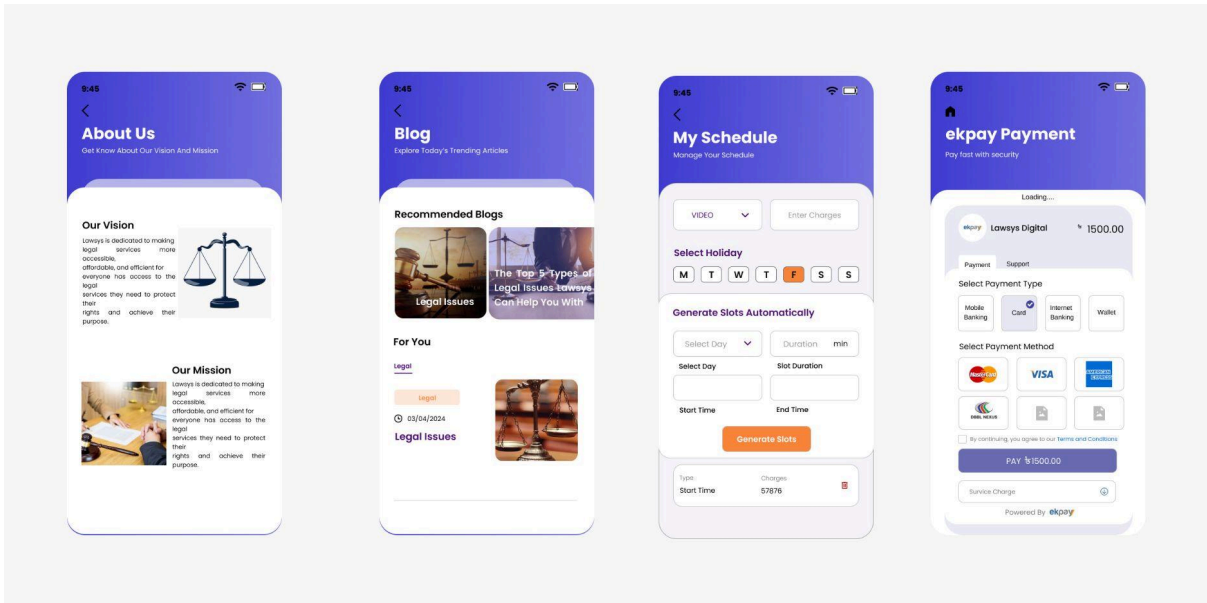 9:45
About Us
Get Know About Our Vision And Mission
Our Vision
Lawsys is dedicated to making
legal services more
accessible,
affordable, and efficient for
everyone has access to the
legal
services they need to protect
their
rights and achieve their
purpose.
Our Mission
Lawsys is dedicated to making
legal services more
accessible,
affordable, and efficient for
everyone has access to the
legal
services they need to protect
their
rights and achieve their
purpose.
9:45
Blog
Explore Today's Trending Articles
Recommended Blogs
Legal Issues
The Top 5 Types of
Legal Issues Lawsys
Can Help You With
For You
Legal
Legal
03/04/2024
Legal Issues
9:45
My Schedule
Manage Your Schedule
VIDEO
Enter Charges
Select Holiday
M T W T F S S
Generate Slots Automatically
Select Day
Duration min
Select Day
Slot Duration
Start Time
End Time
Generate Slots
Type
Charges
Start Time
57876
9:45
ekpay Payment
Pay fast with security
Loading....
ekpay
Lawsys Digital
৳ 1500.00
Payment
Support
Select Payment Type
Mobile
Banking
Card
Internet
Banking
Wallet
Select Payment Method
MasterCard
VISA
AMERICAN
EXPRESS
DBBL NEXUS
By continuing, you agree to our Terms and Conditions
PAY ৳1500.00
Survice Charge
Powered By ekpay